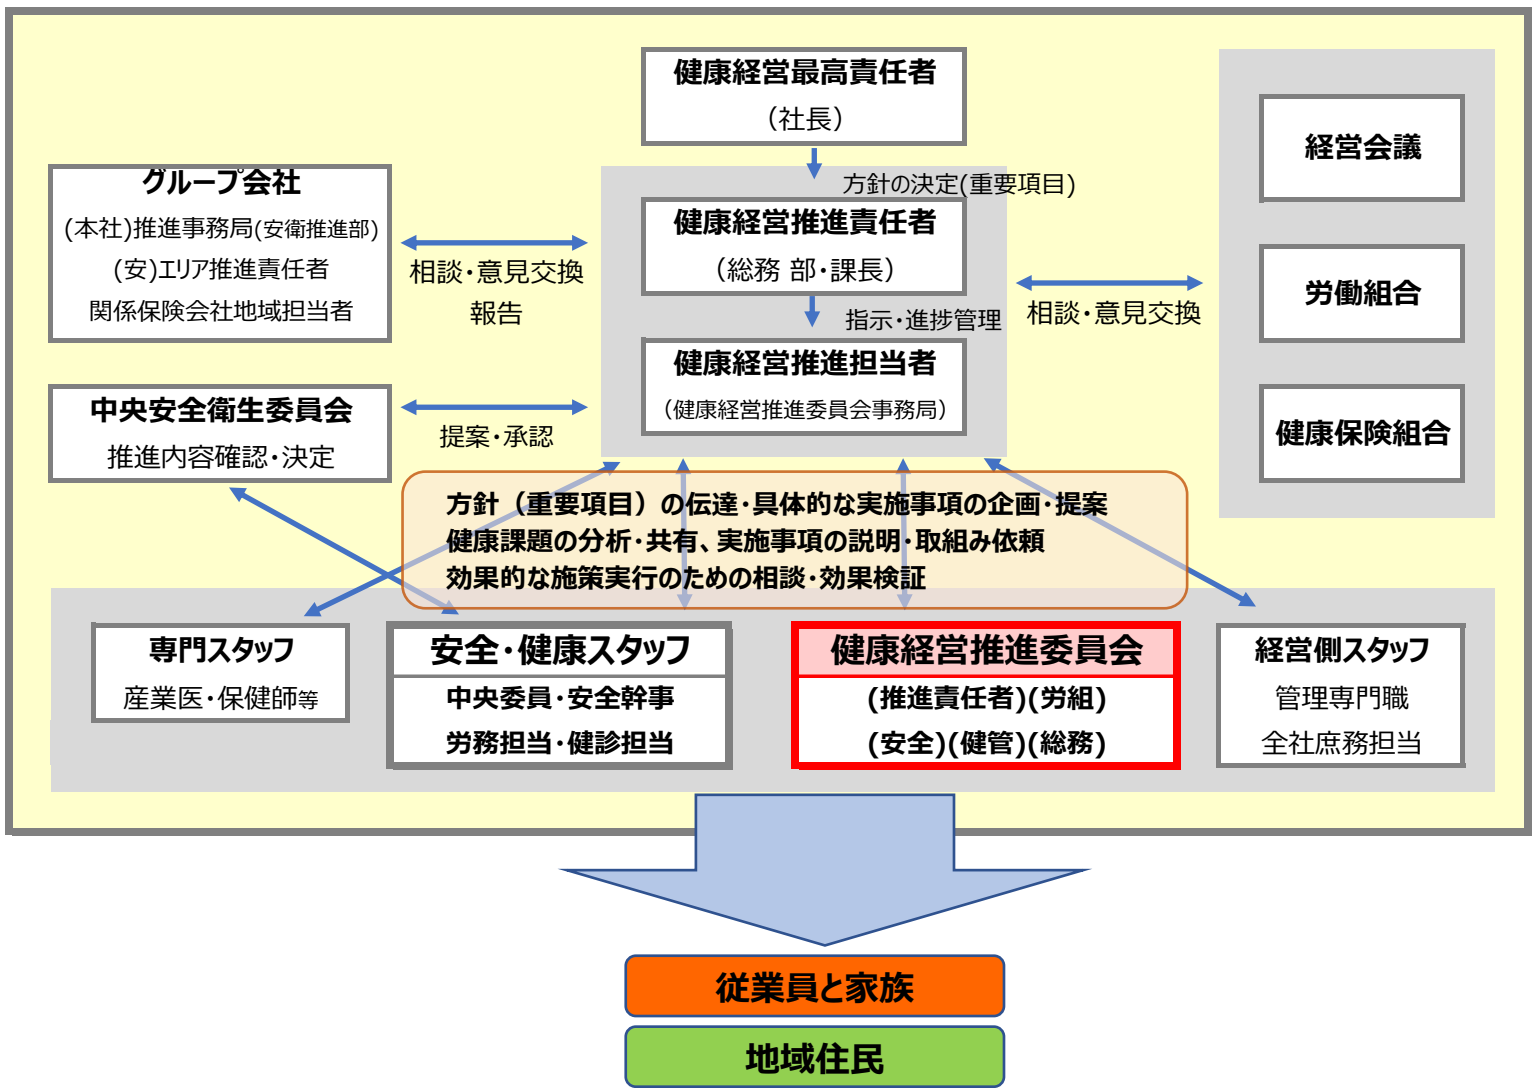 健康経営最高責任者
（社長）
方針の決定(重要項目)
健康経営推進責任者
（総務 部・課長）
指示・進捗管理
健康経営推進担当者
（健康経営推進委員会事務局）
グループ会社
(本社)推進事務局(安衛推進部)
(安)エリア推進責任者
関係保険会社地域担当者
相談・意見交換
報告
中央安全衛生委員会
推進内容確認・決定
提案・承認
相談・意見交換
経営会議
労働組合
健康保険組合
方針（重要項目）の伝達・具体的な実施事項の企画・提案
健康課題の分析・共有、実施事項の説明・取組み依頼
効果的な施策実行のための相談・効果検証
専門スタッフ
産業医・保健師等
安全・健康スタッフ
中央委員・安全幹事
労務担当・健診担当
健康経営推進委員会
(推進責任者)(労組)
(安全)(健管)(総務)
経営側スタッフ
管理専門職
全社庶務担当
従業員と家族
地域住民